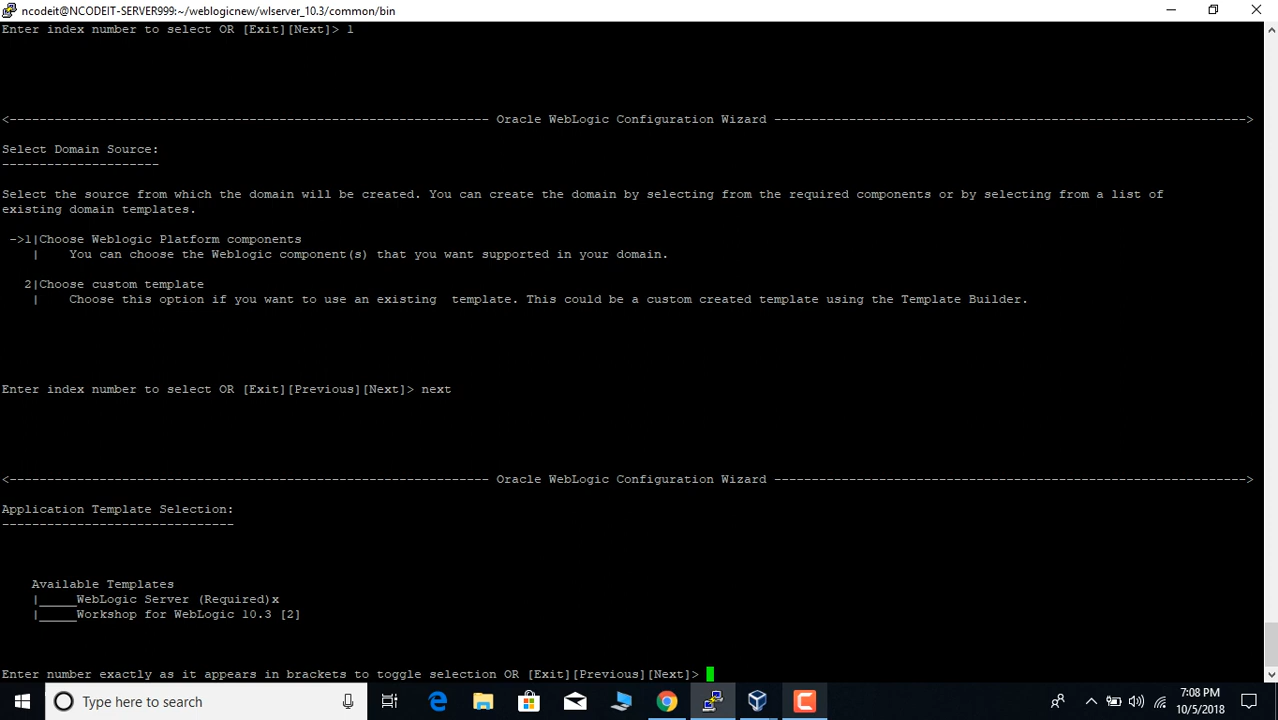 ncodeit@NCODEIT-SERVER999:~/weblogicnew/wlserver_10.3/common/bin
Enter index number to select OR [Exit][Next]> 1
<---------------------------------------------------------------- Oracle WebLogic Configuration Wizard --------------------------------------------------------------->
Select Domain Source:
---------------------
Select the source from which the domain will be created. You can create the domain by selecting from the required components or by selecting from a list of
existing domain templates.
->1|Choose Weblogic Platform components
|    You can choose the Weblogic component(s) that you want supported in your domain.
2|Choose custom template
|    Choose this option if you want to use an existing  template. This could be a custom created template using the Template Builder.
Enter index number to select OR [Exit][Previous][Next]> next
<---------------------------------------------------------------- Oracle WebLogic Configuration Wizard --------------------------------------------------------------->
Application Template Selection:
-------------------------------
Available Templates
|_____WebLogic Server (Required)x
|_____Workshop for WebLogic 10.3 [2]
Enter number exactly as it appears in brackets to toggle selection OR [Exit][Previous][Next]>
Type here to search
7:08 PM
10/5/2018